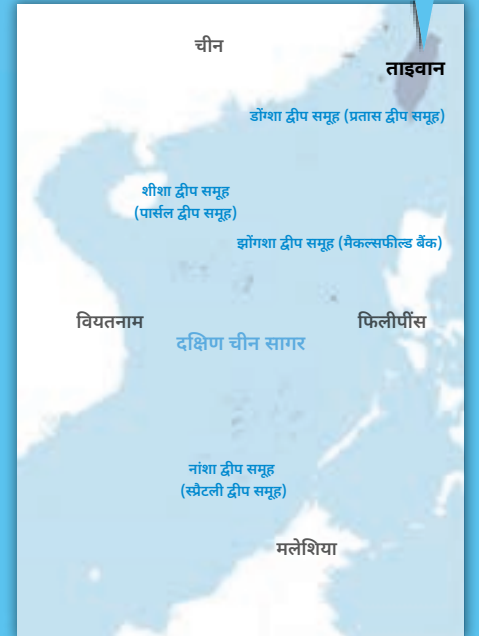 चीन
ताइवान
डोंग्शा द्वीप समूह (प्रतास द्वीप समूह)
शीशा द्वीप समूह
(पार्सल द्वीप समूह)
झोंगशा द्वीप समूह (मैकल्सफील्ड बैंक)
वियतनाम
फिलीपींस
दक्षिण चीन सागर
नांशा द्वीप समूह
(स्प्रैटली द्वीप समूह)
मलेशिया